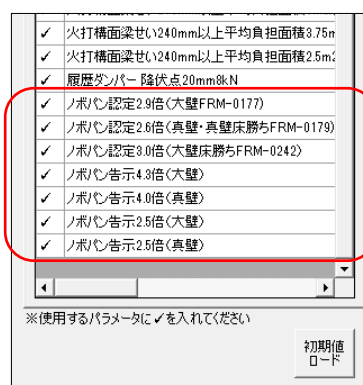 ✓ 火打構面梁せい240mm以上平均負担面積3.75m
✓ 火打構面梁せい240mm以上平均負担面積2.5m2
✓ 履歴ダンパー 降伏点20mm8kN
✓ ノボパン認定2.9倍(大壁FRM-0177)
✓ ノボパン認定2.6倍(真壁・真壁床勝ちFRM-0179)
✓ ノボパン認定3.0倍(大壁床勝ちFRM-0242)
✓ ノボパン告示4.3倍(大壁)
✓ ノボパン告示4.0倍(真壁)
✓ ノボパン告示2.5倍(大壁)
✓ ノボパン告示2.5倍(真壁)
※使用するパラメータに✓を入れてください
初期値
ロード